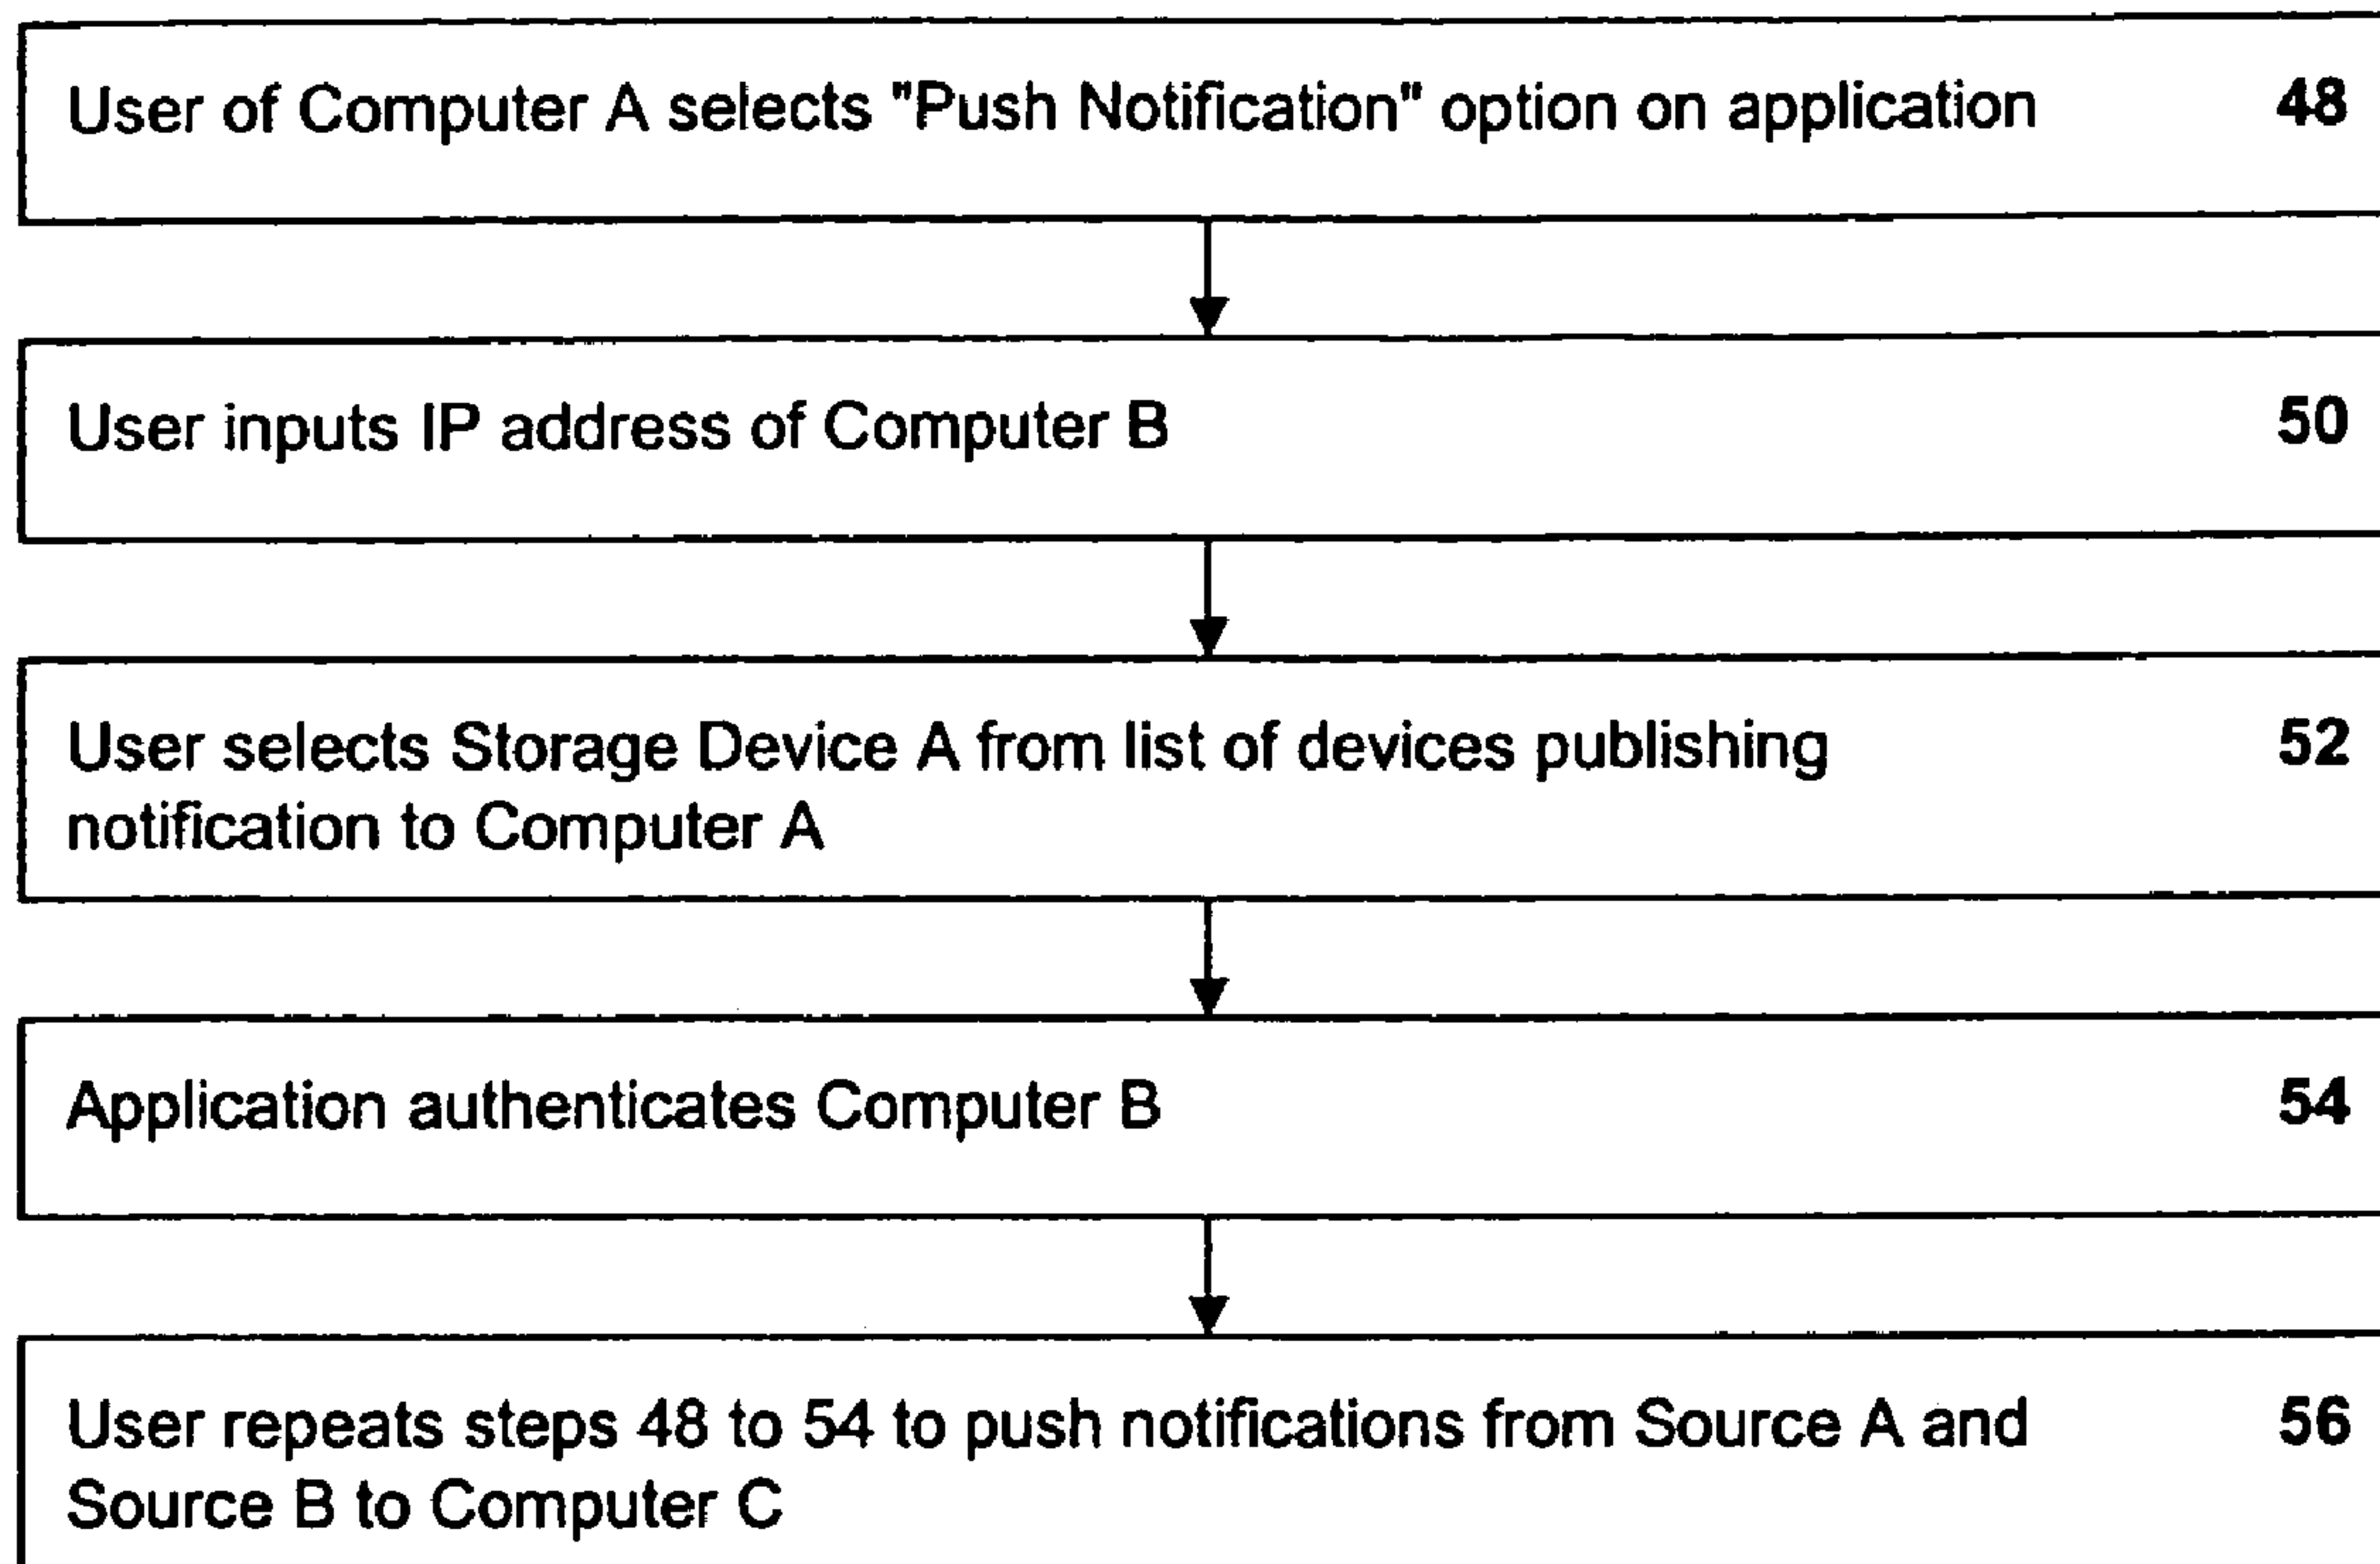 User of Computer A selects "Push Notification" option on application 48
User inputs IP address of Computer B 50
User selects Storage Device A from list of devices publishing 52
notification to Computer A
Application authenticates Computer B 54
User repeats steps 48 to 54 to push notifications from Source A and 56
Source B to Computer C